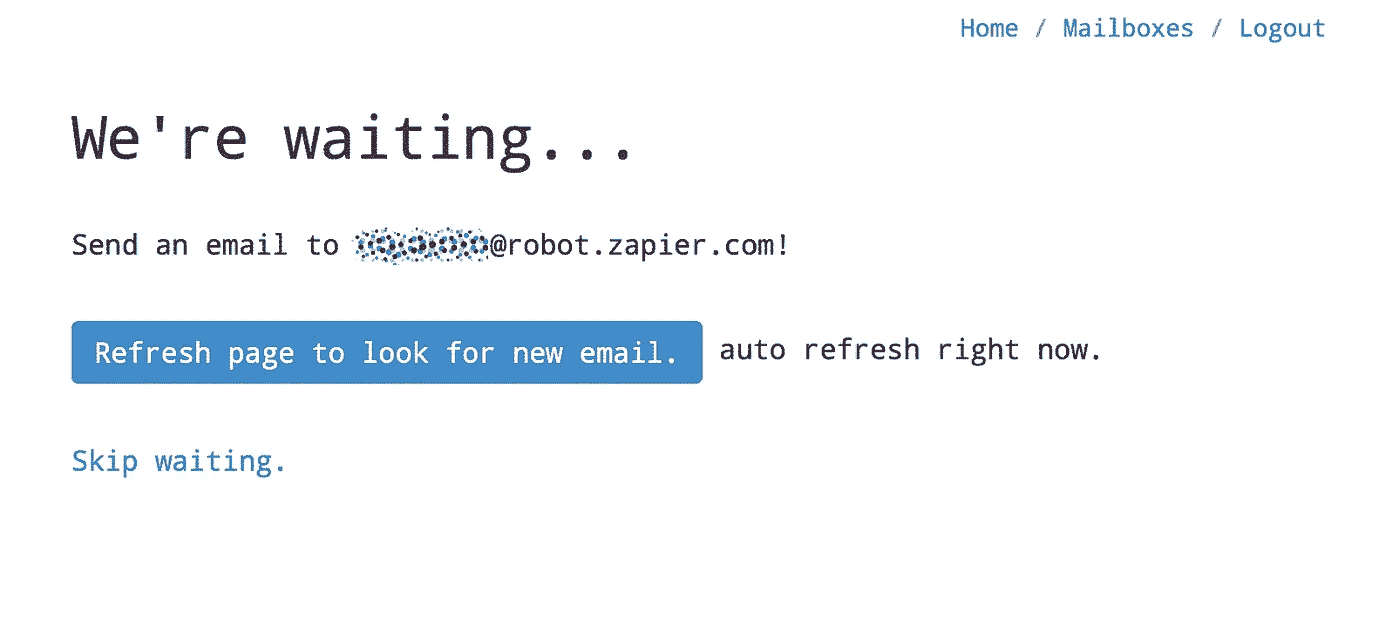 Home / Mailboxes / Logout
We're waiting...
Send an email to @robot.zapier.com!
Refresh page to look for new email. auto refresh right now.
Skip waiting.